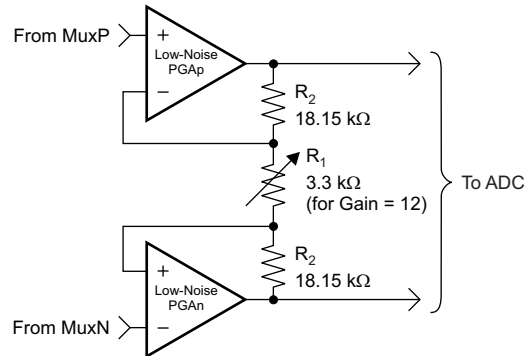 From MuxP
+
Low-Noise
PGAp
−
R2
18.15 kΩ
R1
3.3 kΩ
(for Gain = 12)
To ADC
R2
18.15 kΩ
+
Low-Noise
PGAn
−
From MuxN